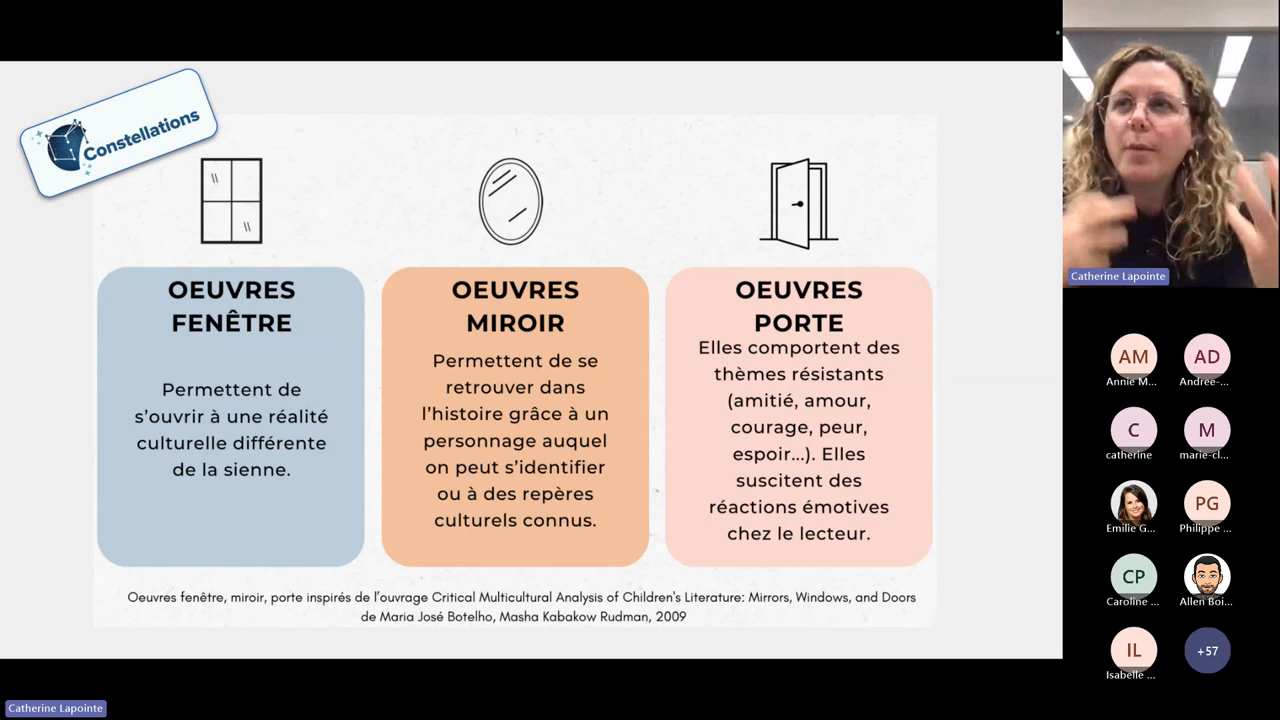 Constellations
OEUVRES
FENÊTRE
Permettent de
s’ouvrir à une réalité
culturelle différente
de la sienne.
OEUVRES
MIROIR
Permettent de se
retrouver dans
l’histoire grâce à un
personnage auquel
on peut s’identifier
ou à des repères
culturels connus.
OEUVRES
PORTE
Elles comportent des
thèmes résistants
(amitié, amour,
courage, peur,
espoir...). Elles
suscitent des
réactions émotives
chez le lecteur.
Oeuvres fenêtre, miroir, porte inspirés de l’ouvrage Critical Multicultural Analysis of Children's Literature: Mirrors, Windows, and Doors
de Maria José Botelho, Masha Kabakow Rudman, 2009
Catherine Lapointe
Catherine Lapointe
AM
Annie M...
AD
Andree-...
C
catherine
M
marie-cl...
Emilie G...
PG
Philippe ...
CP
Caroline ...
Allen Boi...
IL
Isabelle ...
+57